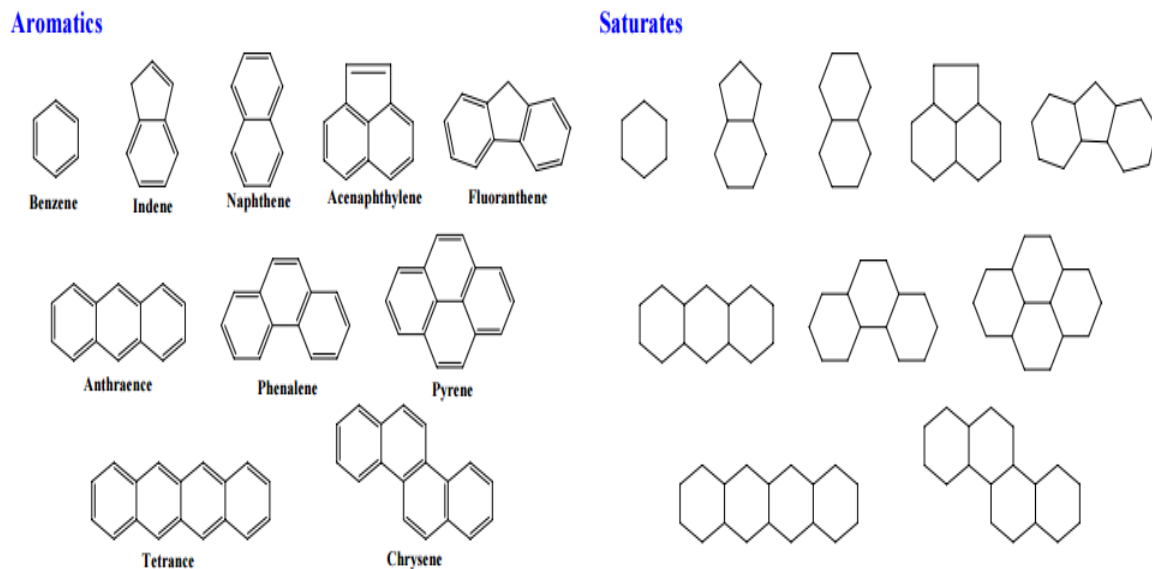 Aromatics
Saturates
Benzene
Indene
Naphthene
Acenaphthylene
Fluoranthene
Anthraence
Phenalene
Pyrene
Tetrance
Chrysene